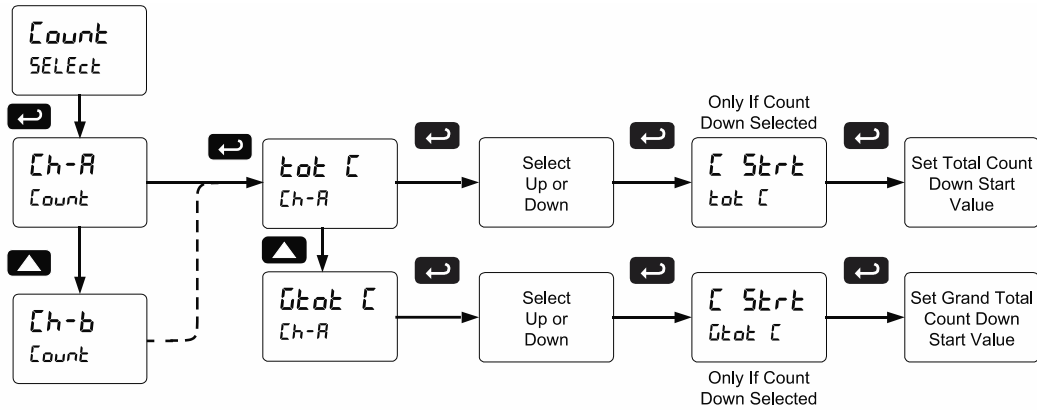 Count
SELEct
Ch-A
Count
Ch-b
Count
tot C
Ch-A
Gtot C
Ch-A
Select
Up or
Down
Select
Up or
Down
Only If Count
Down Selected
C Strt
tot C
C Strt
Gtot C
Only If Count
Down Selected
Set Total Count
Down Start
Value
Set Grand Total
Count Down
Start Value